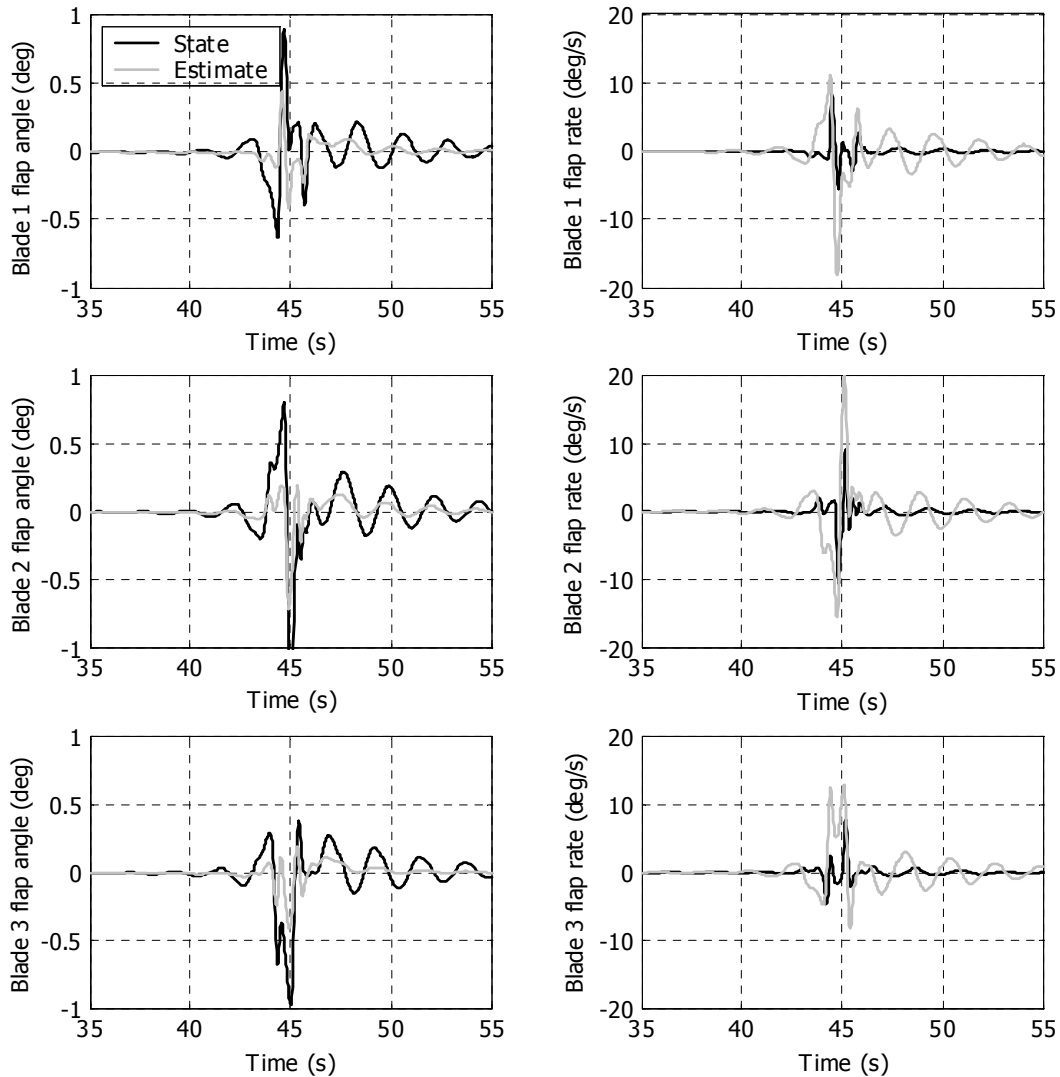 1
0.5
0
-0.5
-1
Blade 1 flap angle (deg)
State
Estimate
35 40 45 50 55
Time (s)
20
10
0
-10
-20
Blade 1 flap rate (deg/s)
35 40 45 50 55
Time (s)
1
0.5
0
-0.5
-1
Blade 2 flap angle (deg)
35 40 45 50 55
Time (s)
20
10
0
-10
-20
Blade 2 flap rate (deg/s)
35 40 45 50 55
Time (s)
1
0.5
0
-0.5
-1
Blade 3 flap angle (deg)
35 40 45 50 55
Time (s)
20
10
0
-10
-20
Blade 3 flap rate (deg/s)
35 40 45 50 55
Time (s)